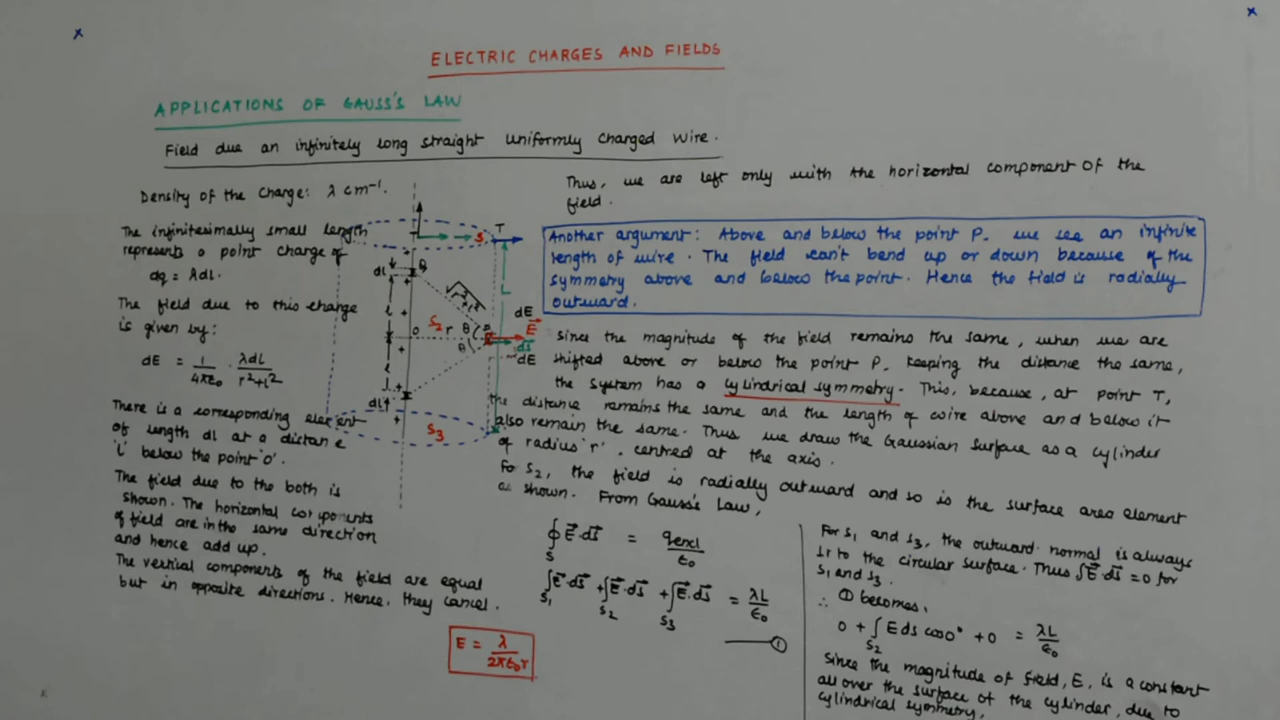 ELECTRIC CHARGES AND FIELDS
APPLICATIONS OF GAUSS'S LAW
Field due an infinitely long straight uniformly charged wire.
Density of the charge: λ cm⁻¹.
The infinitesimally small length
represents a point charge of
dq = λdl.
The field due to this charge
is given by:
dE = 1/4πε₀ · λdL/r²+l²
There is a corresponding element
of length dl at a distance
'l' below the point 'o'.
The field due to the both is
shown. The horizontal components
of field are in the same direction
and hence add up.
The vertical components of the field are equal
but in opposite directions. Hence, they cancel.
E = λ/2πε₀r
S₁
T
dl
Q
L
l
S₂
r
O
θ
P
θ
dE
E⃗
dS⃗
dE
l
dl
S₃
Thus, we are left only with the horizontal component of the
field.
Another argument: Above and below the point P, we see an infinite
length of wire. The field can't bend up or down because of the
symmetry above and below the point. Hence the field is radially
outward.
Since the magnitude of the field remains the same, when we are
shifted above or below the point P, keeping the distance the same,
the system has a cylindrical symmetry. This, because, at point T,
the distance remains the same and the length of wire above and below it
also remain the same. Thus we draw the Gaussian surface as a cylinder
of radius 'r', centred at the axis.
For S₂, the field is radially outward and so is the surface area element
as shown. From Gauss's Law,
∮S E⃗·ds⃗ = qencl/ε₀
∫S₁ E⃗·ds⃗ + ∫S₂ E⃗·ds⃗ + ∫S₃ E⃗·ds⃗ = λL/ε₀
①
For S₁ and S₃, the outward normal is always
⊥r to the circular surface. Thus ∫E⃗·ds⃗ = 0 for
S₁ and S₃.
∴ ① becomes,
0 + ∫S₂ E ds cos0° + 0 = λL/ε₀
Since the magnitude of field, E, is a constant
all over the surface of the cylinder, due to
cylindrical symmetry,